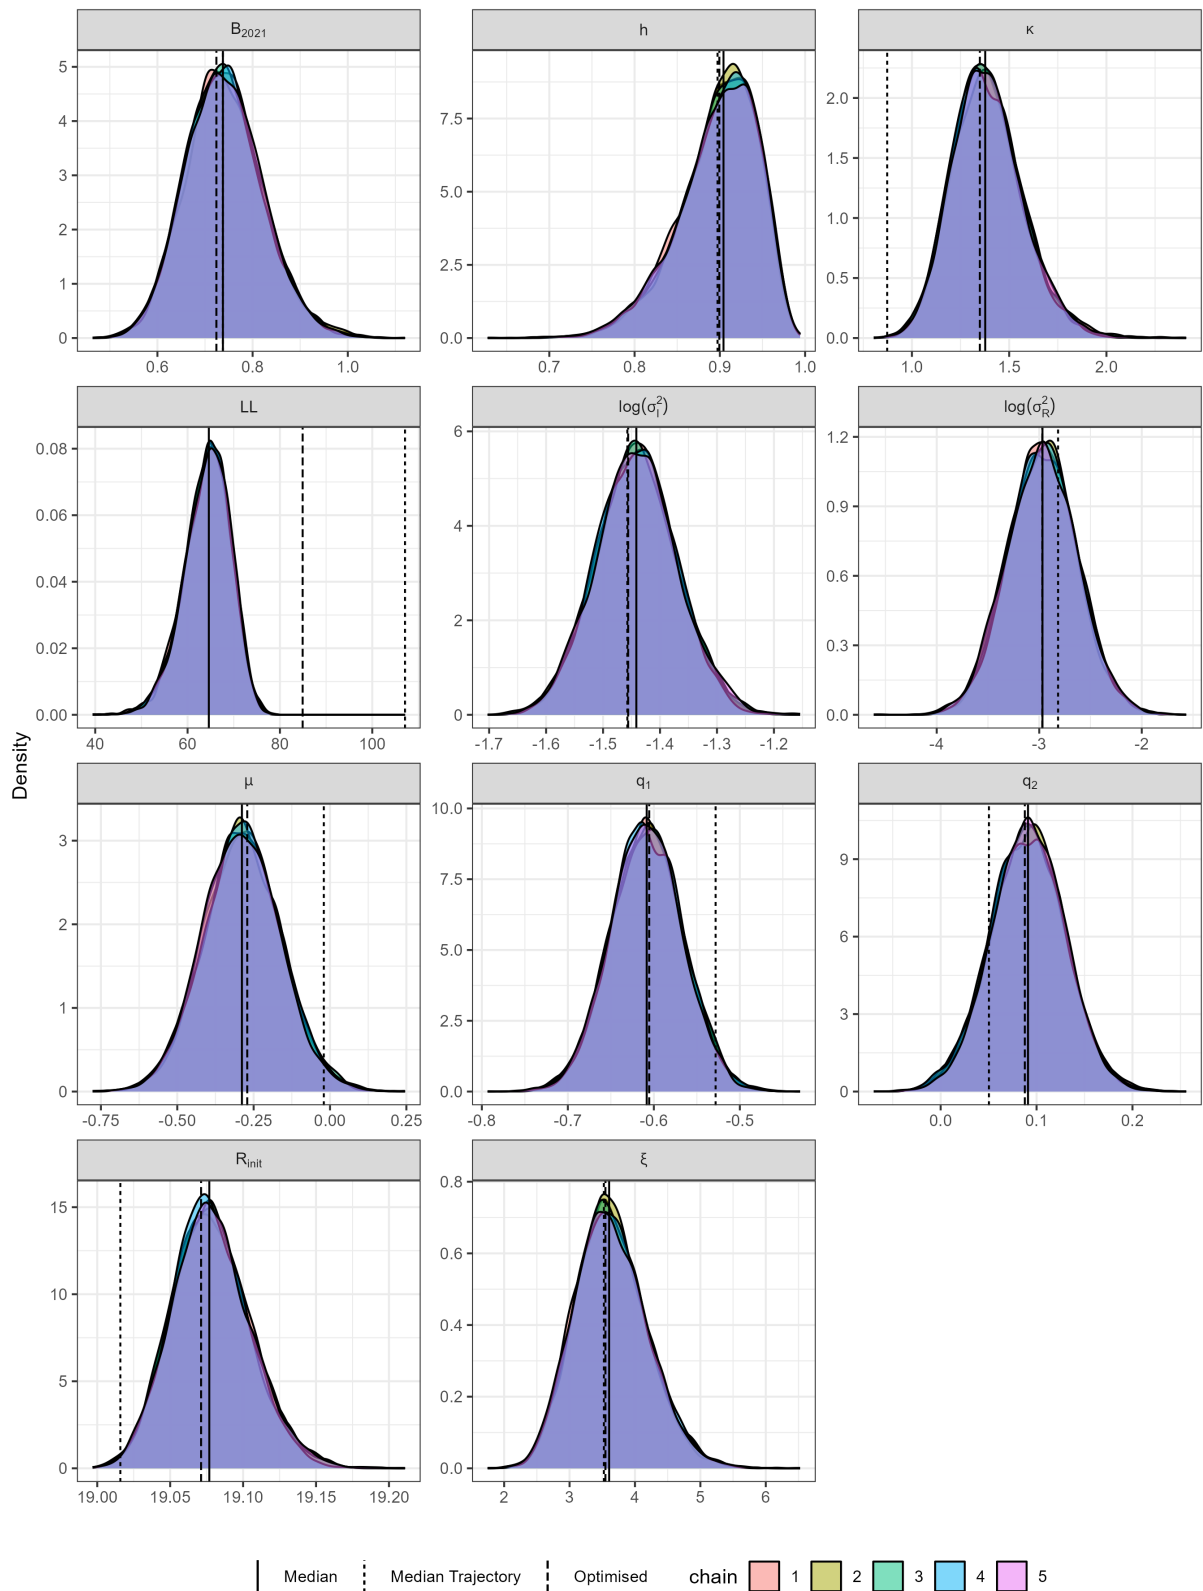 B2021
h
κ
5
4
3
2
1
0
7.5
5.0
2.5
0.0
2.0
1.5
1.0
0.5
0.0
0.6 0.8 1.0
0.7 0.8 0.9 1.0
1.0 1.5 2.0
LL
log(σ²I)
log(σ²R)
0.08
0.06
0.04
0.02
0.00
6
4
2
0
1.2
0.9
0.6
0.3
0.0
40 60 80 100
-1.7 -1.6 -1.5 -1.4 -1.3 -1.2
-4 -3 -2
Density
μ
q1
q2
3
2
1
0
10.0
7.5
5.0
2.5
0.0
9
6
3
0
-0.75 -0.50 -0.25 0.00 0.25
-0.8 -0.7 -0.6 -0.5
0.0 0.1 0.2
Rinit
ξ
15
10
5
0
0.8
0.6
0.4
0.2
0.0
19.00 19.05 19.10 19.15 19.20
2 3 4 5 6
Median Median Trajectory Optimised chain 1 2 3 4 5